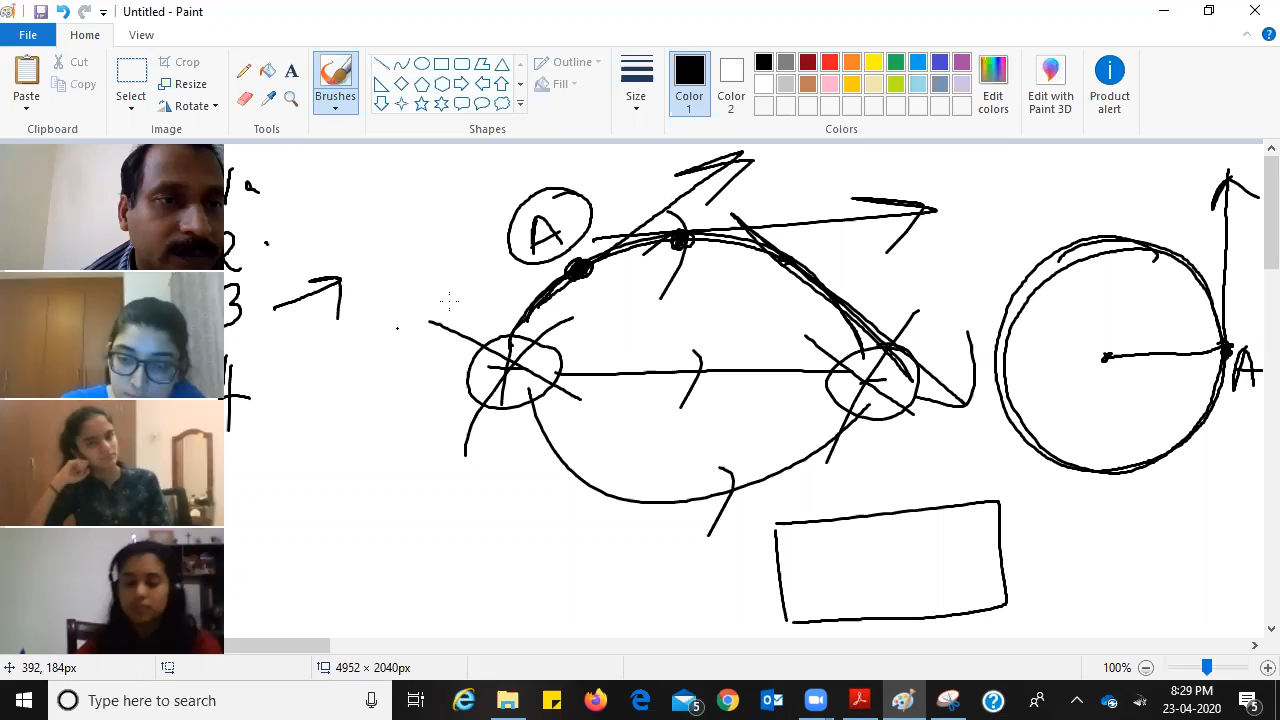 Untitled - Paint
File Home View
Cut
Copy
Paste
Clipboard
Select
Crop
Resize
Rotate
Image
Tools
Brushes
Shapes
Outline
Fill
Size
Color 1
Color 2
Colors
Edit colors
Edit with Paint 3D
Product alert
1
2
3
4
A
A
392, 184px
4952 × 2040px
100%
Type here to search
5
8:29 PM
23-04-2020
5